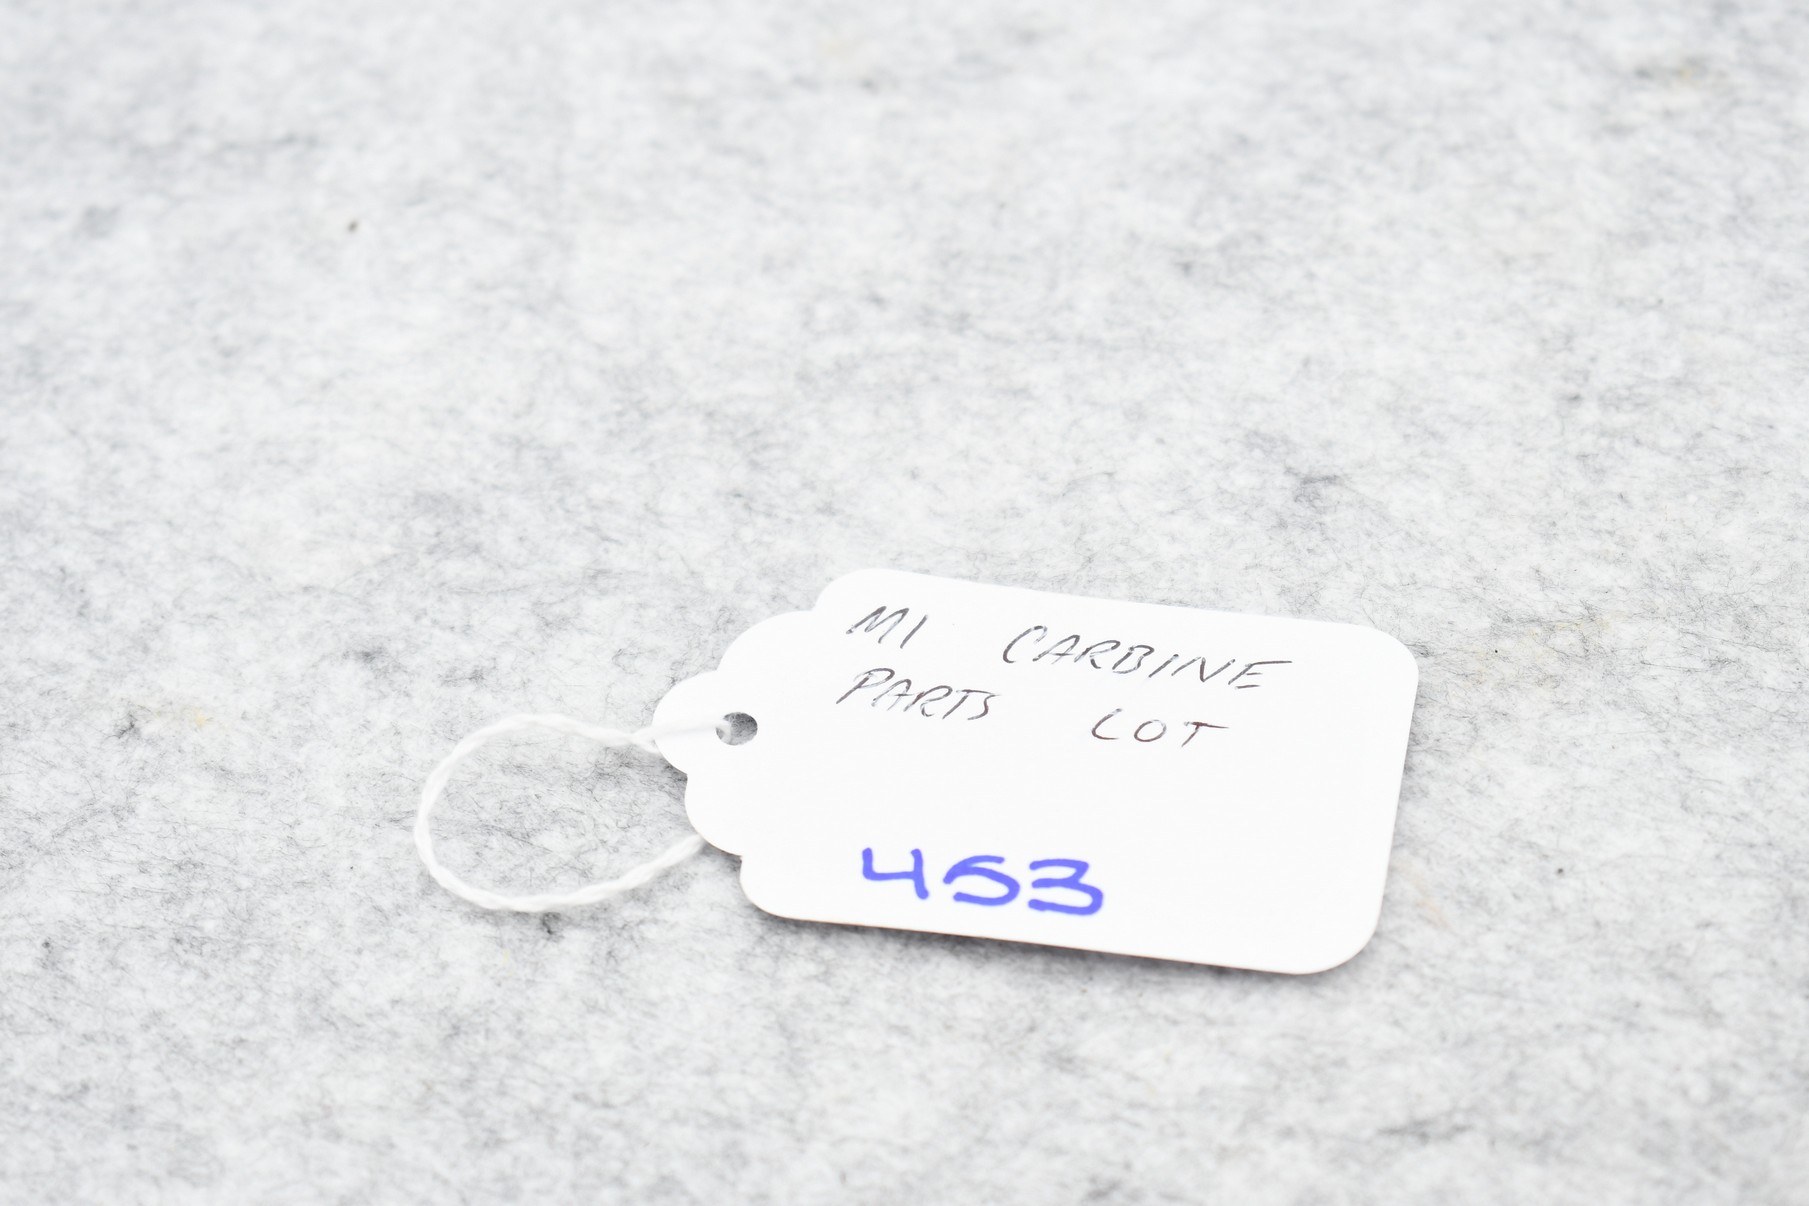 M1 CARBINE
PARTS LOT
453